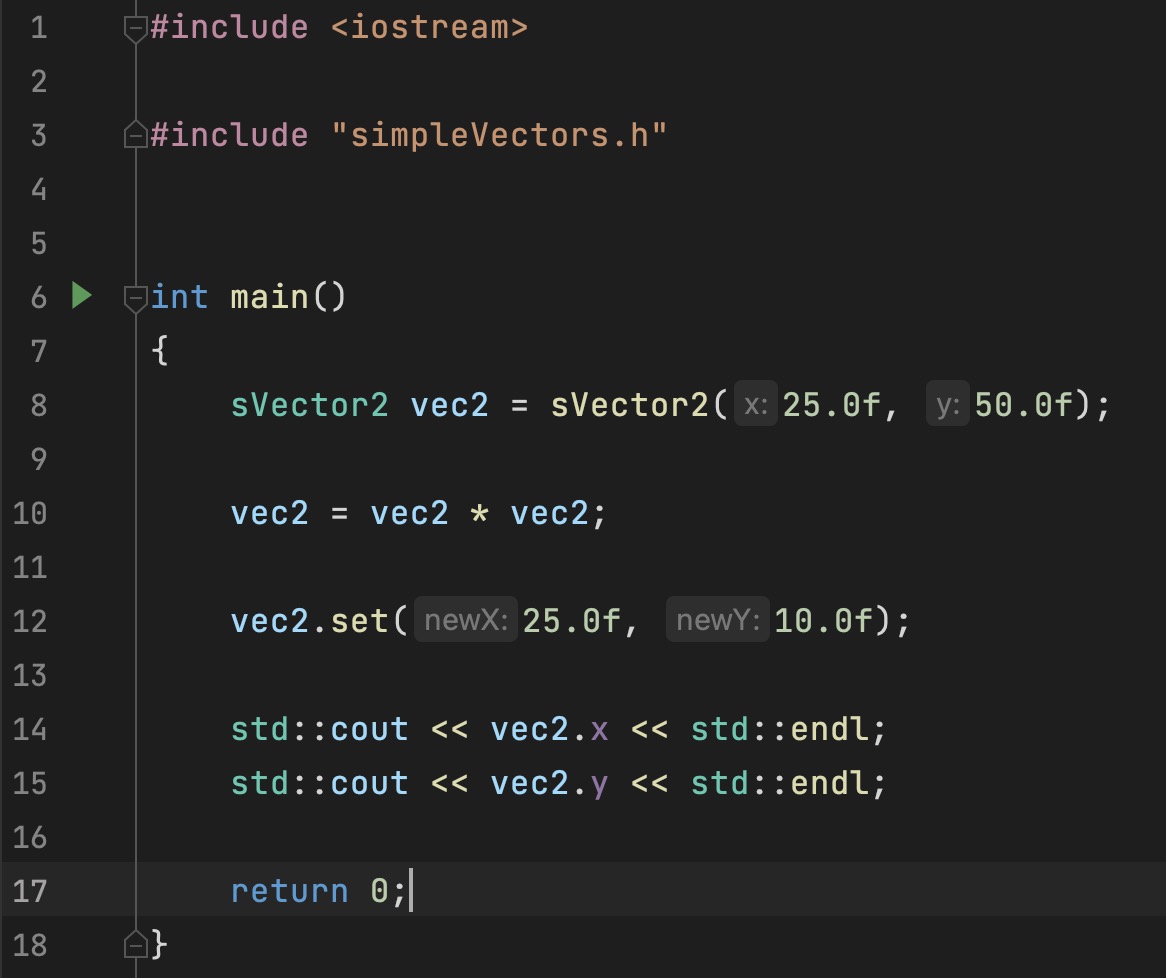 1 #include <iostream>
2
3 #include "simpleVectors.h"
4
5
6 int main()
7 {
8 sVector2 vec2 = sVector2( x: 25.0f, y: 50.0f);
9
10 vec2 = vec2 * vec2;
11
12 vec2.set( newX: 25.0f, newY: 10.0f);
13
14 std::cout << vec2.x << std::endl;
15 std::cout << vec2.y << std::endl;
16
17 return 0;
18 }